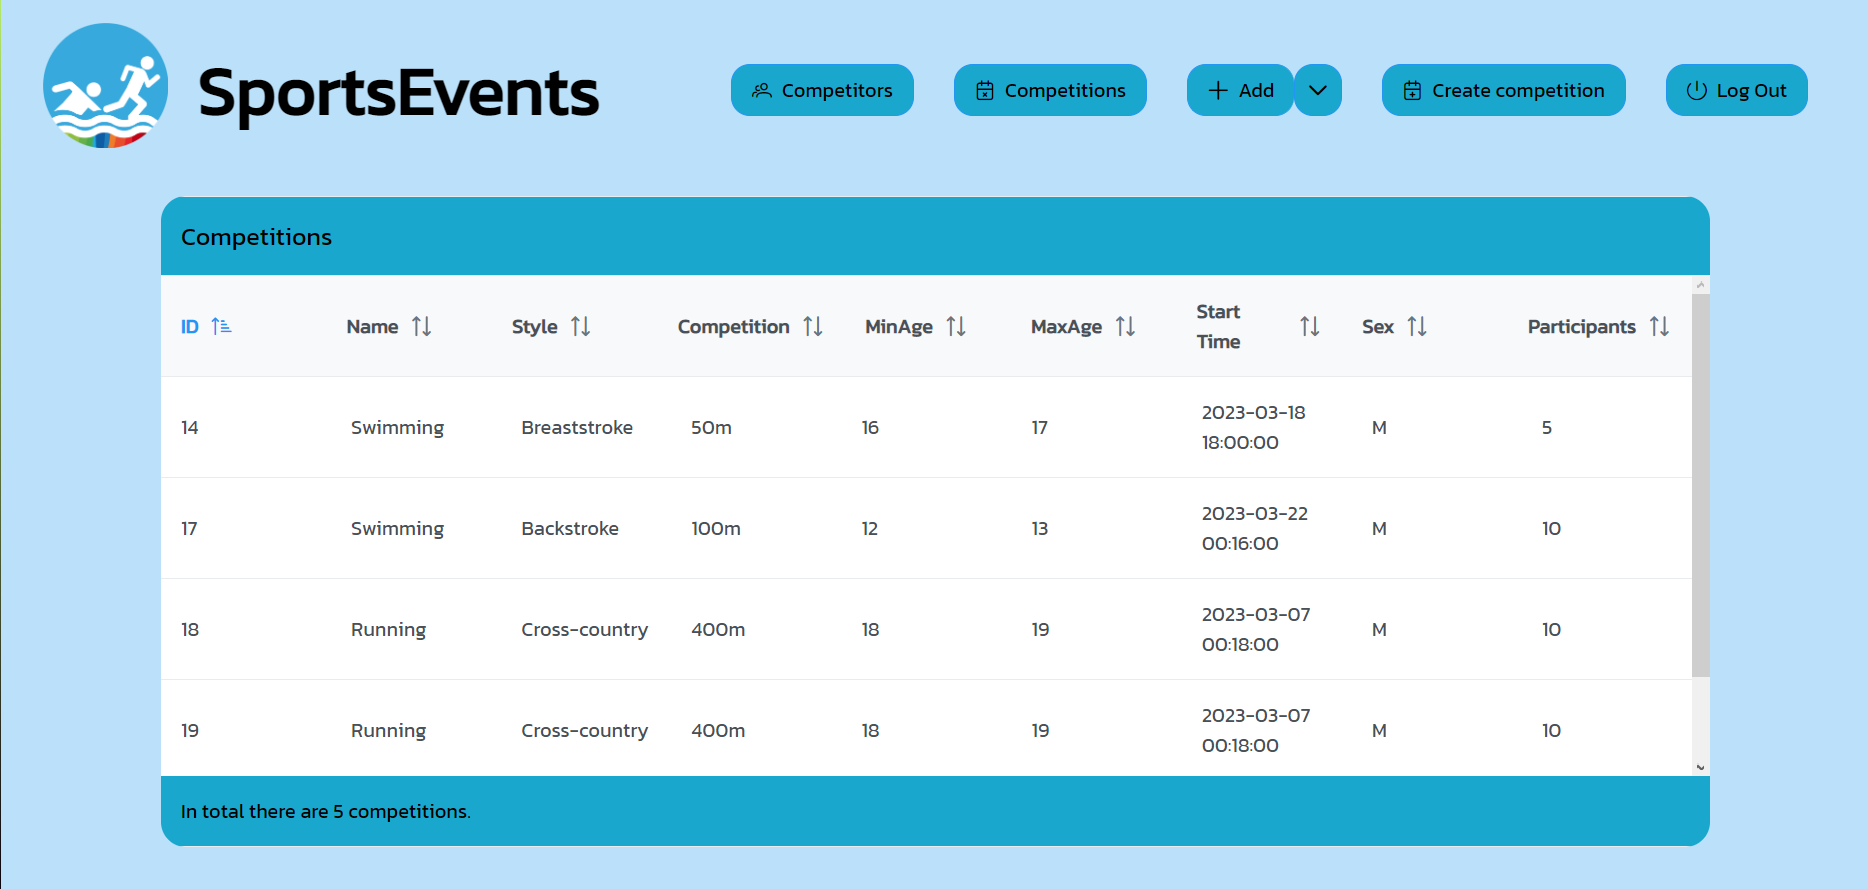 SportsEvents
Competitors
Competitions
Add
Create competition
Log Out
Competitions
ID Name Style Competition MinAge MaxAge Start Time Sex Participants
14 Swimming Breaststroke 50m 16 17 2023-03-18 18:00:00 M 5
17 Swimming Backstroke 100m 12 13 2023-03-22 00:16:00 M 10
18 Running Cross-country 400m 18 19 2023-03-07 00:18:00 M 10
19 Running Cross-country 400m 18 19 2023-03-07 00:18:00 M 10
In total there are 5 competitions.